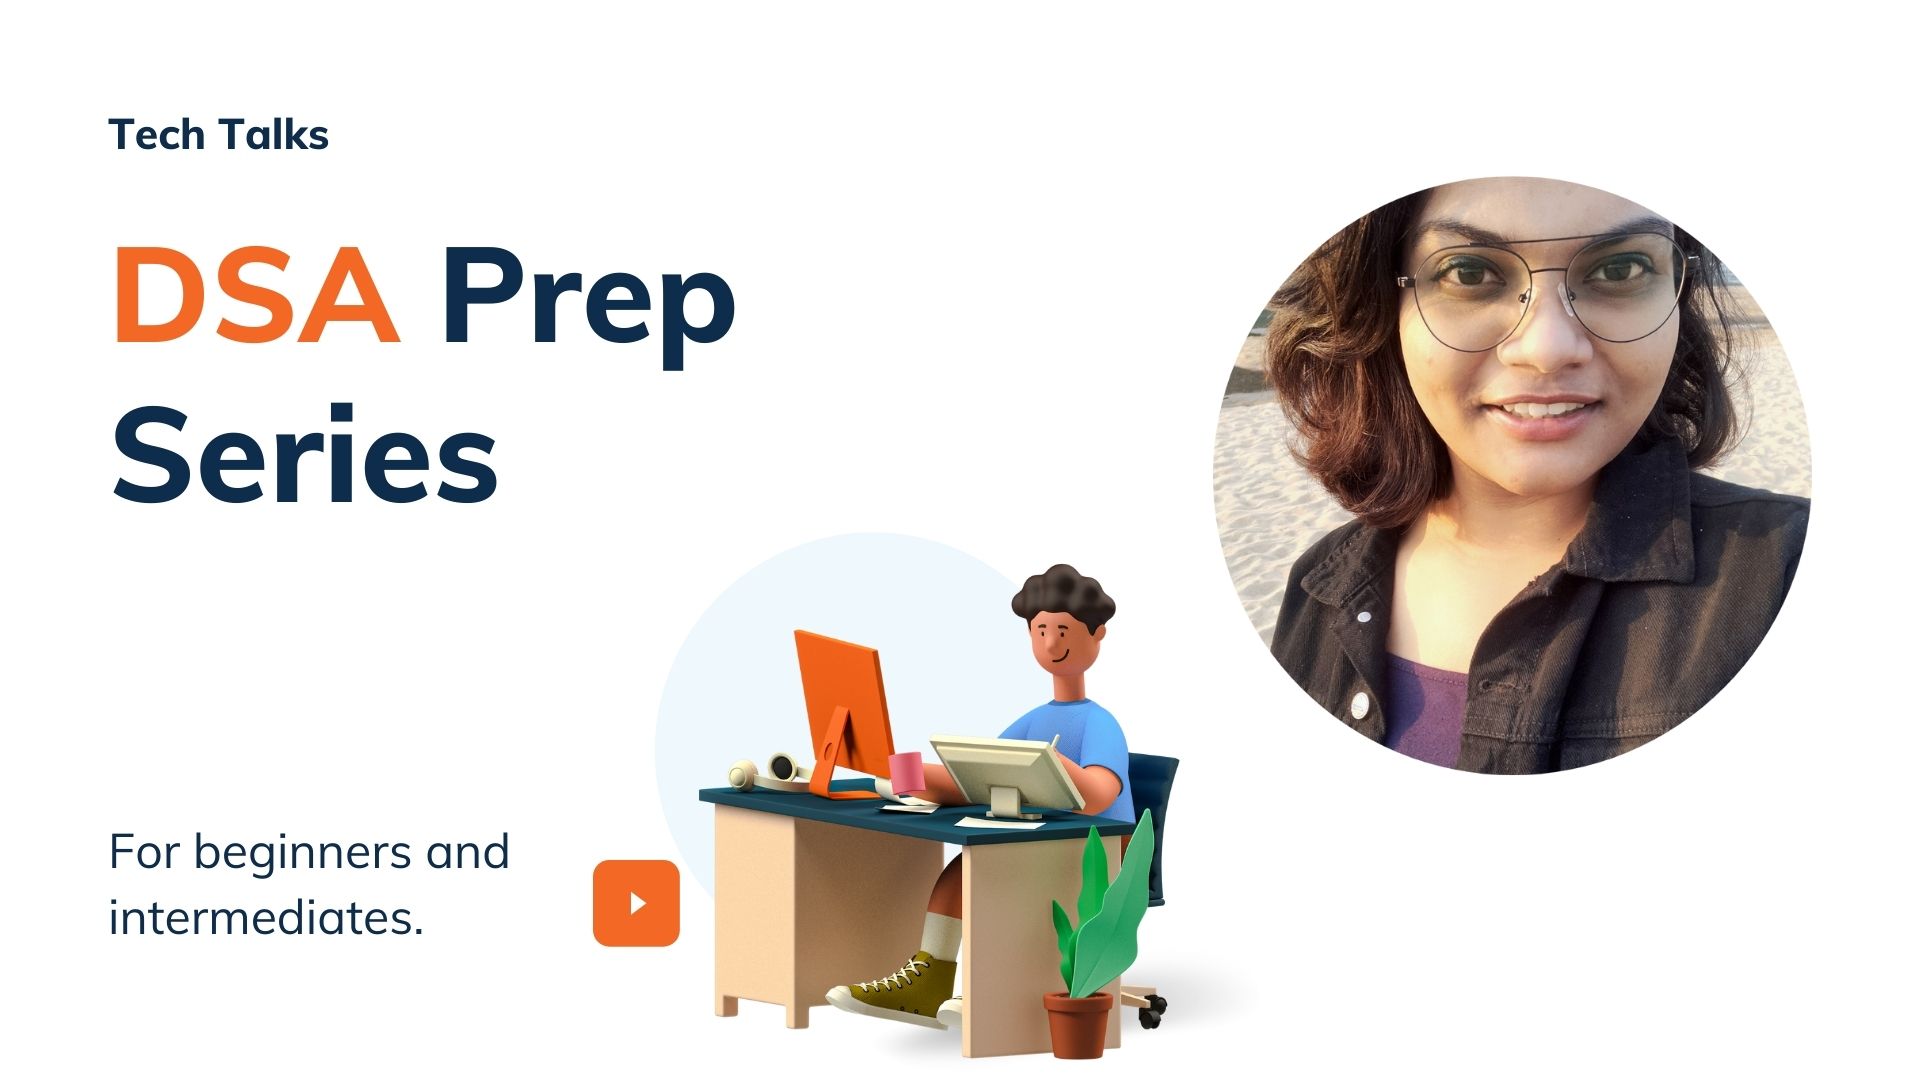 Tech Talks
DSA Prep
Series
For beginners and
intermediates.